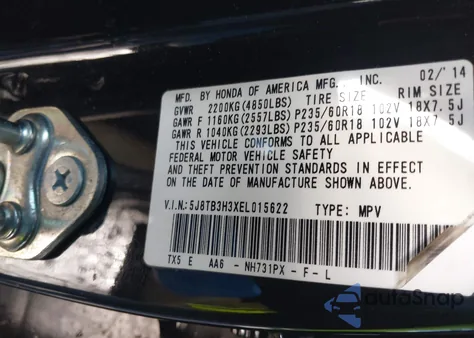 MFD. BY HONDA OF AMERICA MFG., INC. 02/'14
GVWR 2200KG(4850LBS) TIRE SIZE RIM SIZE
GAWR F 1160KG(2557LBS) P235/60R18 102V 18X7.5J
GAWR R 1040KG(2293LBS) P235/60R18 102V 18X7.5J
THIS VEHICLE CONFORMS TO ALL APPLICABLE
FEDERAL MOTOR VEHICLE SAFETY
AND THEFT PREVENTION STANDARDS IN EFFECT
ON THE DATE OF MANUFACTURE SHOWN ABOVE.
V.I.N.: 5J8TB3H3XEL015622 TYPE: MPV
TX5 E AA6 - NH731PX - F - L
AutoSnap